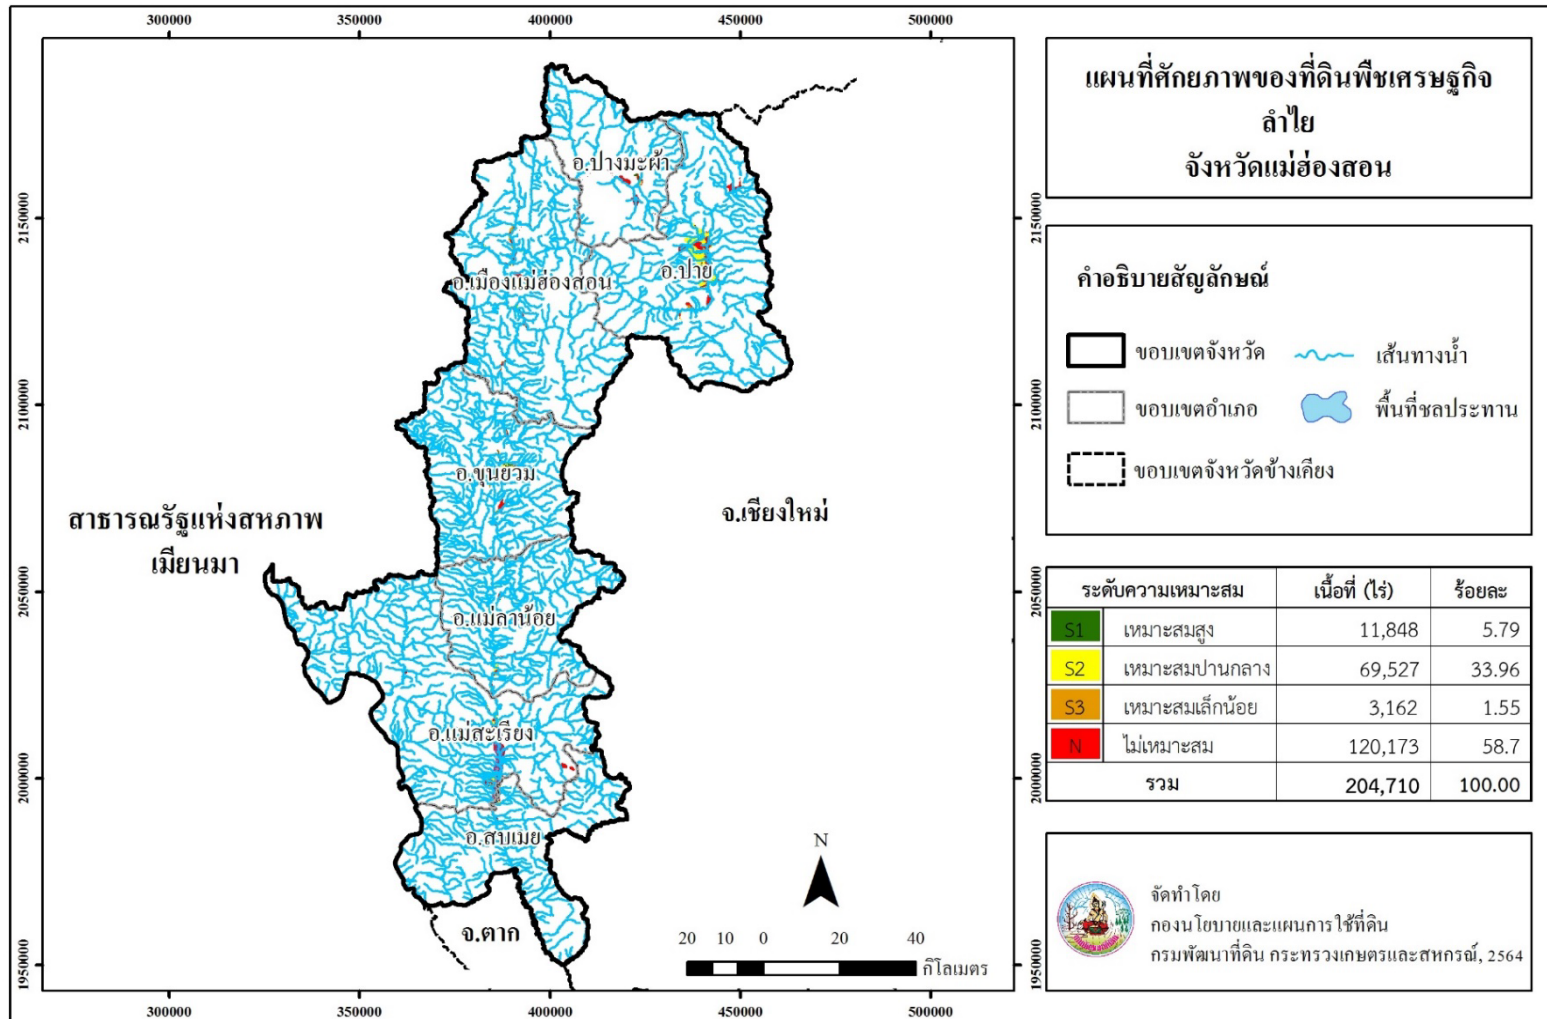 300000 350000 400000 450000 500000
แผนที่ศักยภาพของที่ดินพืชเศรษฐกิจ
ลำไย
จังหวัดแม่ฮ่องสอน
อ.ปางมะผ้า
2150000 2150000
อ.ปาย
อ.เมืองแม่ฮ่องสอน
คำอธิบายสัญลักษณ์
ขอบเขตจังหวัด เส้นทางน้ำ
ขอบเขตอำเภอ พื้นที่ชลประทาน
ขอบเขตจังหวัดข้างเคียง
2100000 2100000
อ.ขุนยวม
สาธารณรัฐแห่งสหภาพ
เมียนมา
จ.เชียงใหม่
2050000 2050000
อ.แม่ลาน้อย
ระดับความเหมาะสม เนื้อที่ (ไร่) ร้อยละ
S1 เหมาะสมสูง 11,848 5.79
S2 เหมาะสมปานกลาง 69,527 33.96
S3 เหมาะสมเล็กน้อย 3,162 1.55
N ไม่เหมาะสม 120,173 58.7
รวม 204,710 100.00
อ.แม่สะเรียง
2000000 2000000
อ.สบเมย
N
จ.ตาก
20 10 0 20 40
กิโลเมตร
1950000 1950000
จัดทำโดย
กองนโยบายและแผนการใช้ที่ดิน
กรมพัฒนาที่ดิน กระทรวงเกษตรและสหกรณ์, 2564
300000 350000 400000 450000 500000